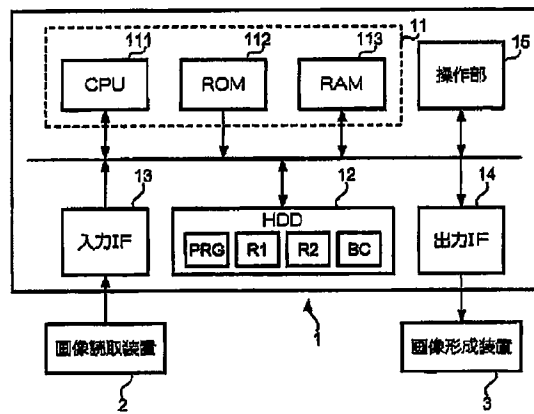 11
111
112
113
15
CPU
ROM
RAM
操作部
13
12
14
入力IF
HDD
出力IF
PRG
R1
R2
BC
1
画像読取装置
画像形成装置
2
3